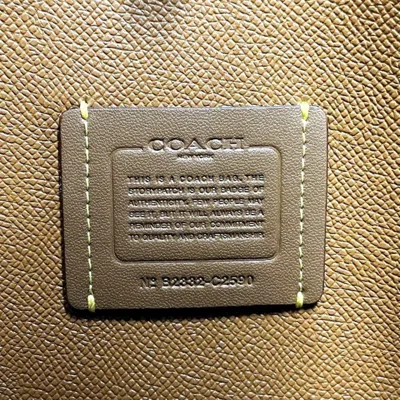 COACH
NEW YORK
THIS IS A COACH BAG. THE
STORYPATCH IS OUR BADGE OF
AUTHENTICITY. FEW PEOPLE MAY
SEE IT, BUT IT WILL ALWAYS BE A
REMINDER OF OUR COMMITMENT
TO QUALITY AND CRAFTSMANSHIP.
Nº B2332-C2590